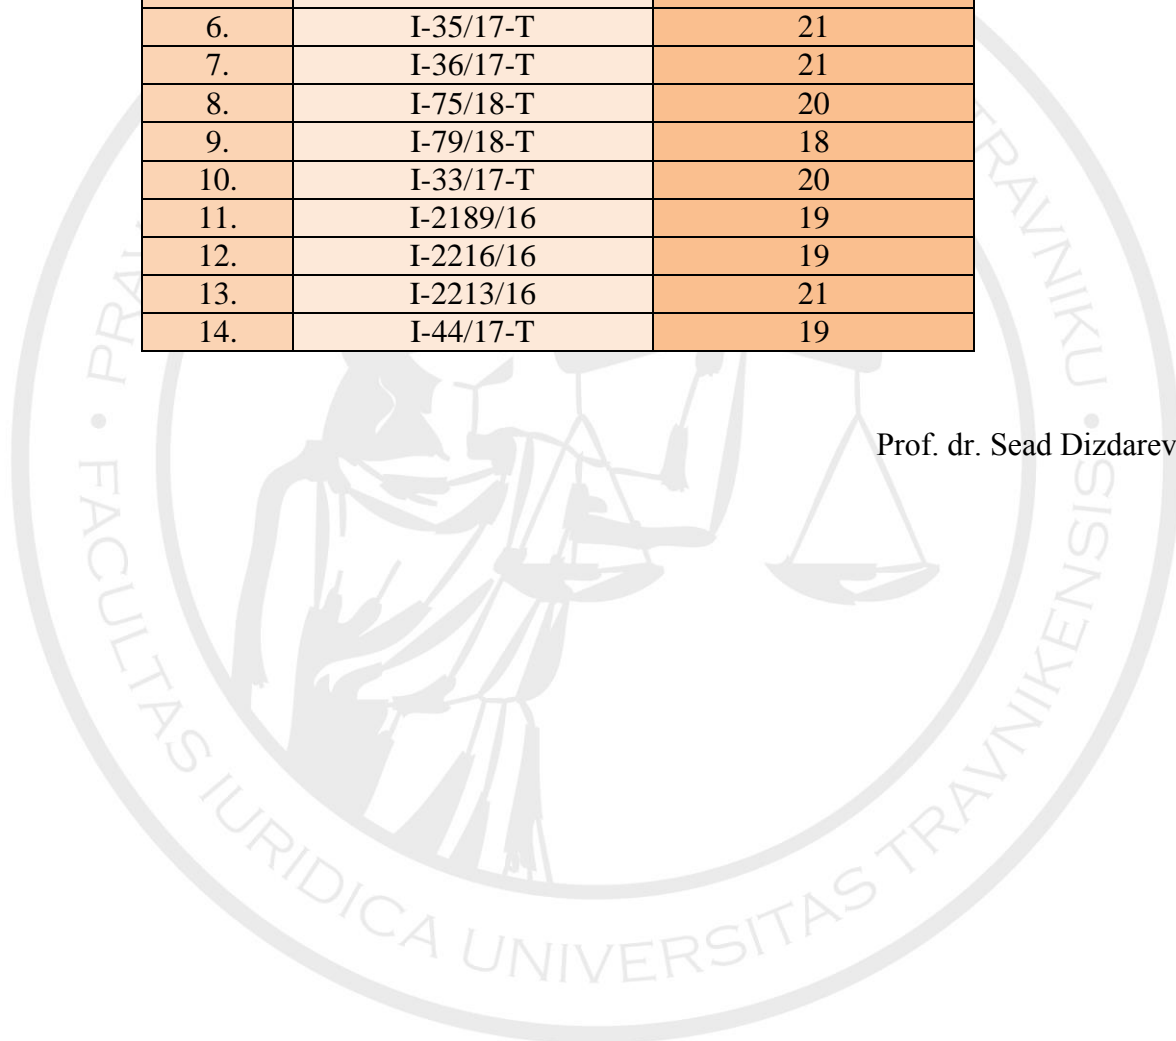 6. I-35/17-T 21
7. I-36/17-T 21
8. I-75/18-T 20
9. I-79/18-T 18
10. I-33/17-T 20
11. I-2189/16 19
12. I-2216/16 19
13. I-2213/16 21
14. I-44/17-T 19
Prof. dr. Sead Dizdarev
TRAVNIKU • FACULTAS IURIDICA UNIVERSITAS TRAVNIKENSIS •